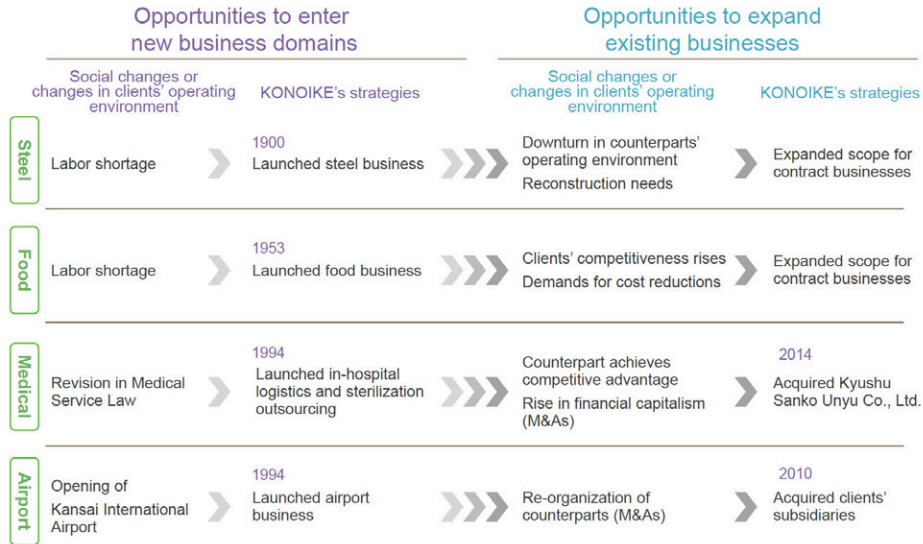 Opportunities to enter
new business domains
Opportunities to expand
existing businesses
Social changes or
changes in clients' operating
environment
KONOIKE's strategies
Social changes or
changes in clients' operating
environment
KONOIKE's strategies
Steel
Labor shortage
1900
Launched steel business
Downturn in counterparts'
operating environment
Reconstruction needs
Expanded scope for
contract businesses
Food
Labor shortage
1953
Launched food business
Clients' competitiveness rises
Demands for cost reductions
Expanded scope for
contract businesses
Medical
Revision in Medical
Service Law
1994
Launched in-hospital
logistics and sterilization
outsourcing
Counterpart achieves
competitive advantage
Rise in financial capitalism
(M&As)
2014
Acquired Kyushu
Sanko Unyu Co., Ltd.
Airport
Opening of
Kansai International
Airport
1994
Launched airport
business
Re-organization of
counterparts (M&As)
2010
Acquired clients'
subsidiaries